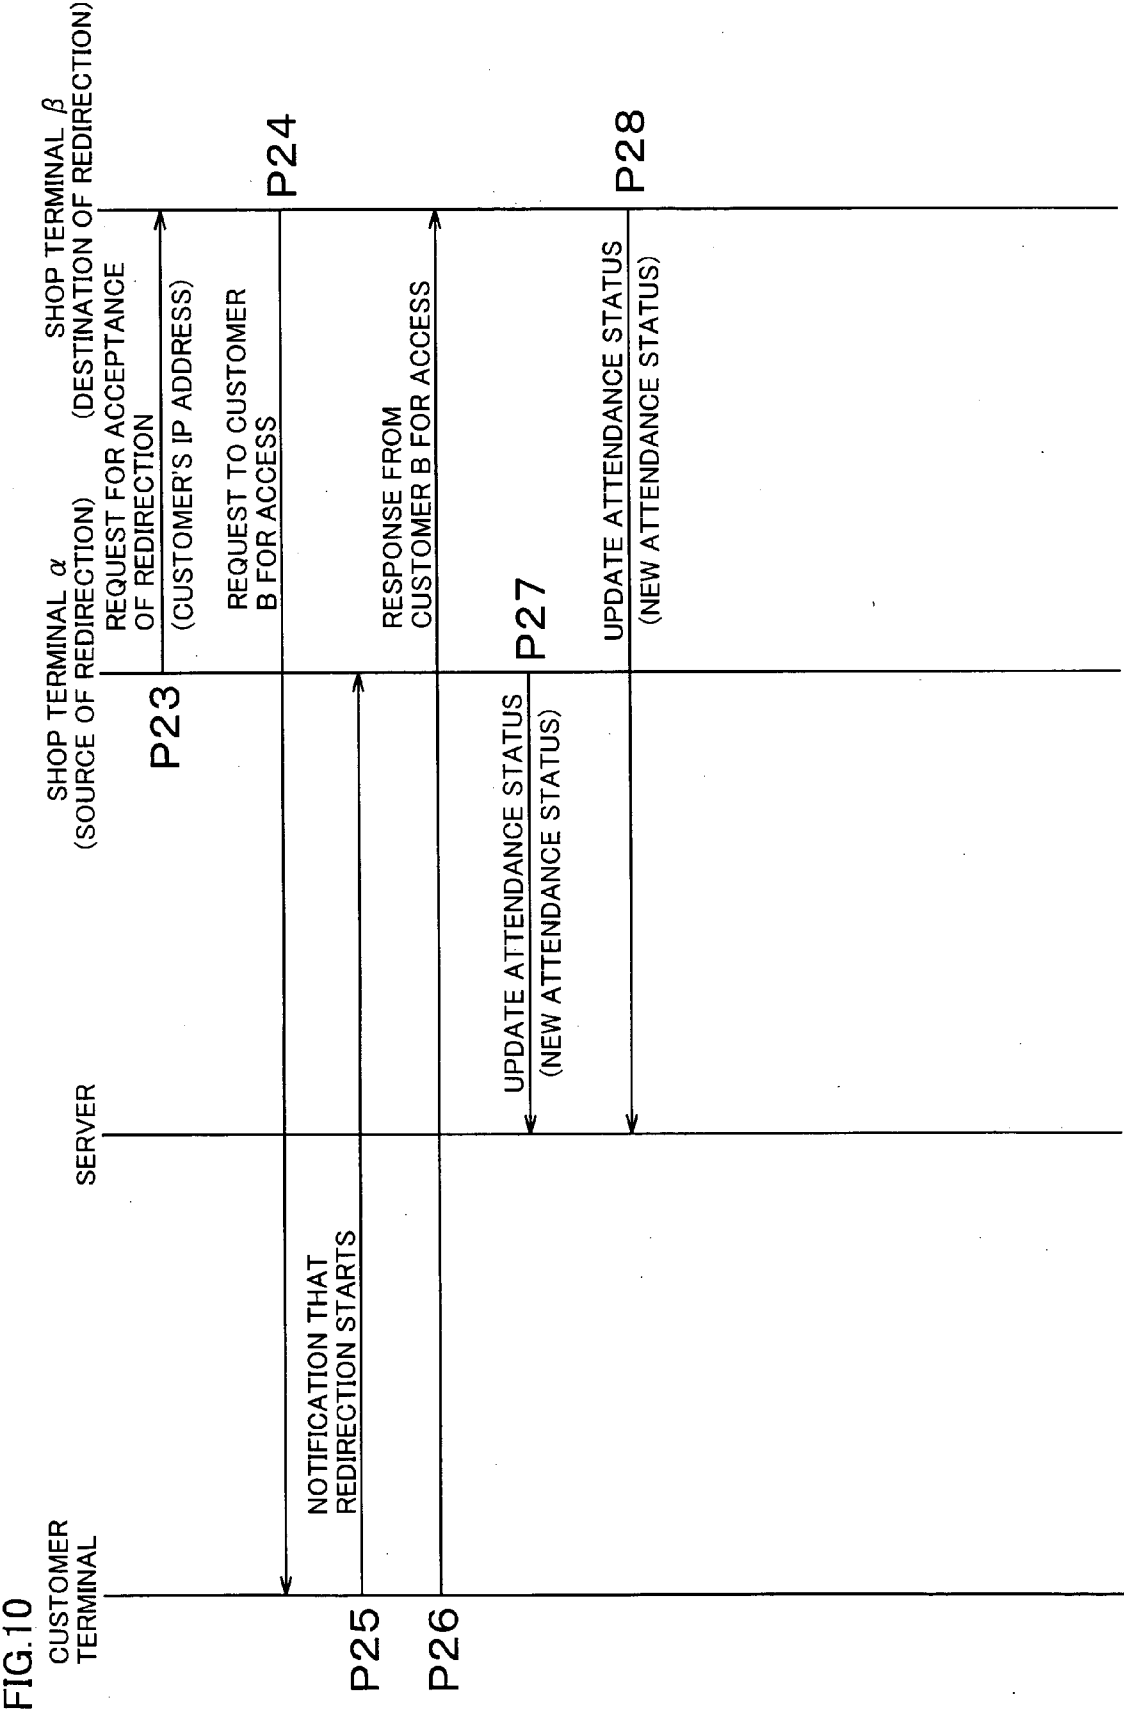 FIG.10
CUSTOMER
TERMINAL
SERVER
SHOP TERMINAL α
(SOURCE OF REDIRECTION)
SHOP TERMINAL β
(DESTINATION OF REDIRECTION)
P23
REQUEST FOR ACCEPTANCE
OF REDIRECTION
(CUSTOMER'S IP ADDRESS)
REQUEST TO CUSTOMER
B FOR ACCESS
P24
P25
NOTIFICATION THAT
REDIRECTION STARTS
P26
RESPONSE FROM
CUSTOMER B FOR ACCESS
UPDATE ATTENDANCE STATUS
(NEW ATTENDANCE STATUS)
P27
UPDATE ATTENDANCE STATUS
(NEW ATTENDANCE STATUS)
P28